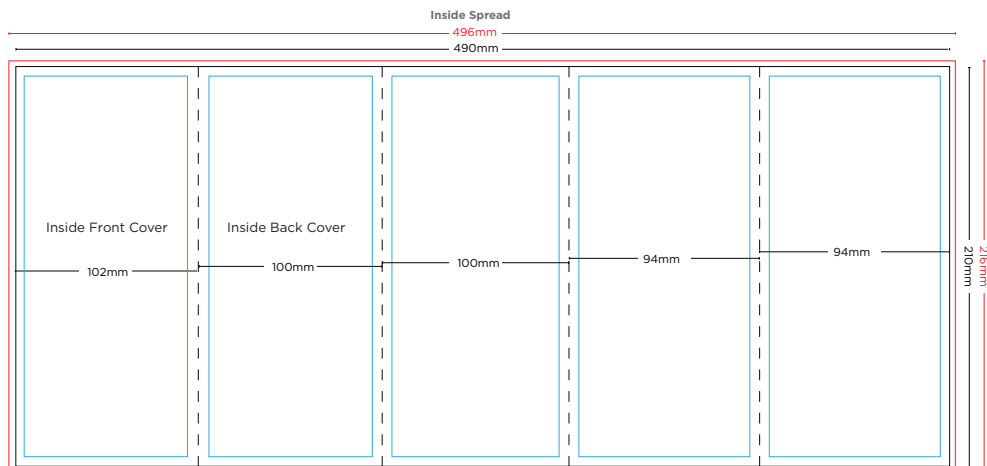 Inside Spread
496mm
490mm
Inside Front Cover
Inside Back Cover
102mm
100mm
100mm
94mm
94mm
210mm
216mm